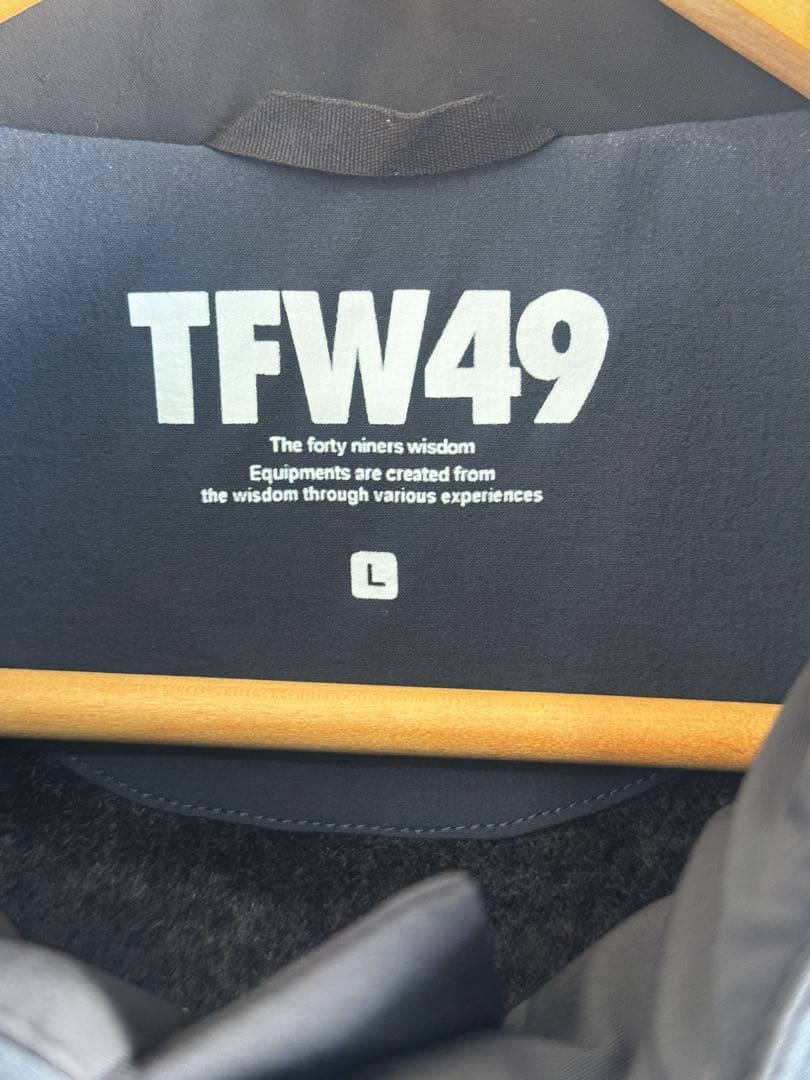 TFW49
The forty niners wisdom
Equipments are created from
the wisdom through various experiences
L